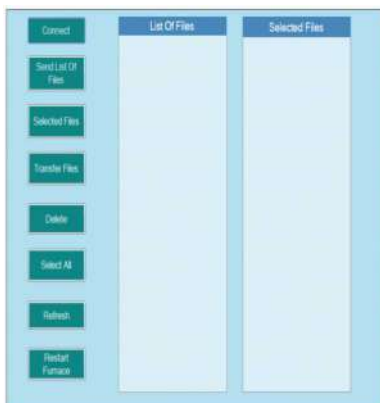 Connect
List Of Files
Selected Files
Send List Of
Files
Selected Files
Transfer Files
Delete
Select All
Refresh
Restart
Furnace